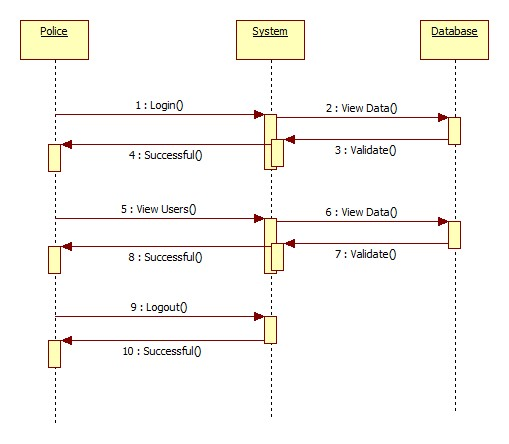 Police
System
Database
1 : Login()
2 : View Data()
3 : Validate()
4 : Successful()
5 : View Users()
6 : View Data()
7 : Validate()
8 : Successful()
9 : Logout()
10 : Successful()